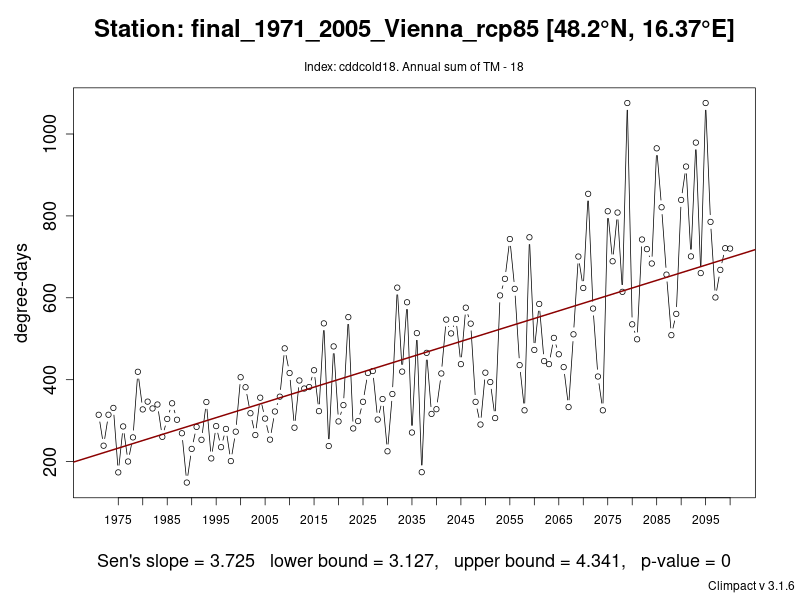 Station: final_1971_2005_Vienna_rcp85 [48.2°N, 16.37°E]
Index: cddcold18. Annual sum of TM - 18
degree-days
1000
800
600
400
200
1975 1985 1995 2005 2015 2025 2035 2045 2055 2065 2075 2085 2095
Sen's slope = 3.725 lower bound = 3.127, upper bound = 4.341, p-value = 0
Climpact v 3.1.6